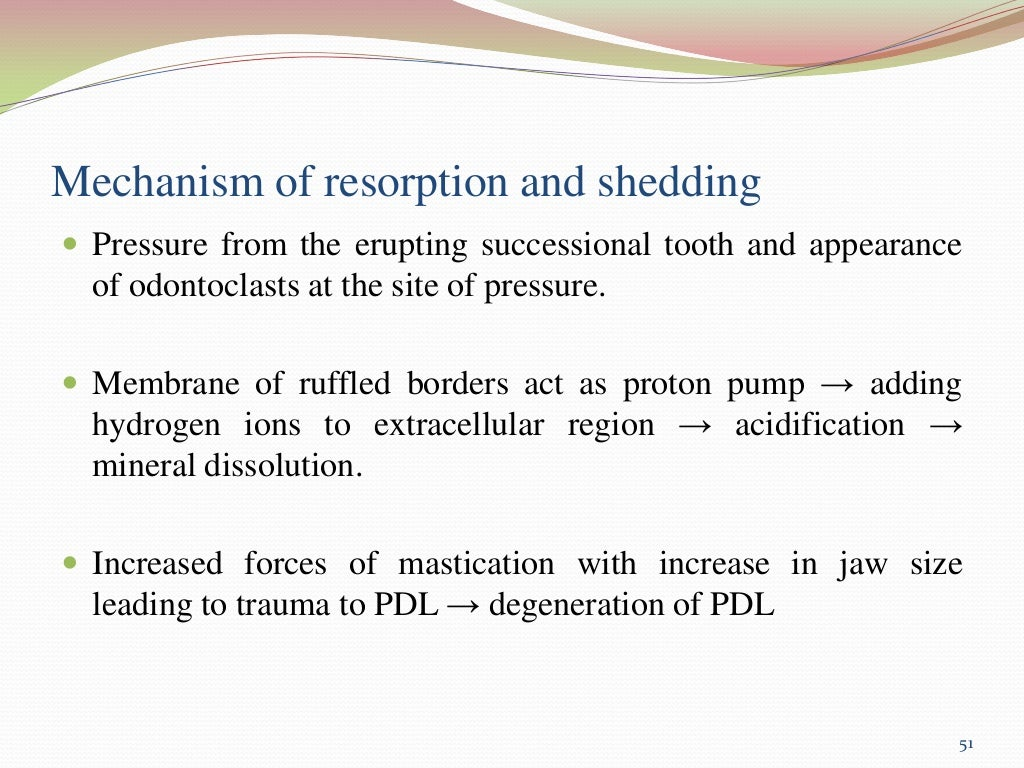 Mechanism of resorption and shedding
• Pressure from the erupting successional tooth and appearance
of odontoclasts at the site of pressure.
• Membrane of ruffled borders act as proton pump → adding
hydrogen ions to extracellular region → acidification →
mineral dissolution.
• Increased forces of mastication with increase in jaw size
leading to trauma to PDL → degeneration of PDL
51